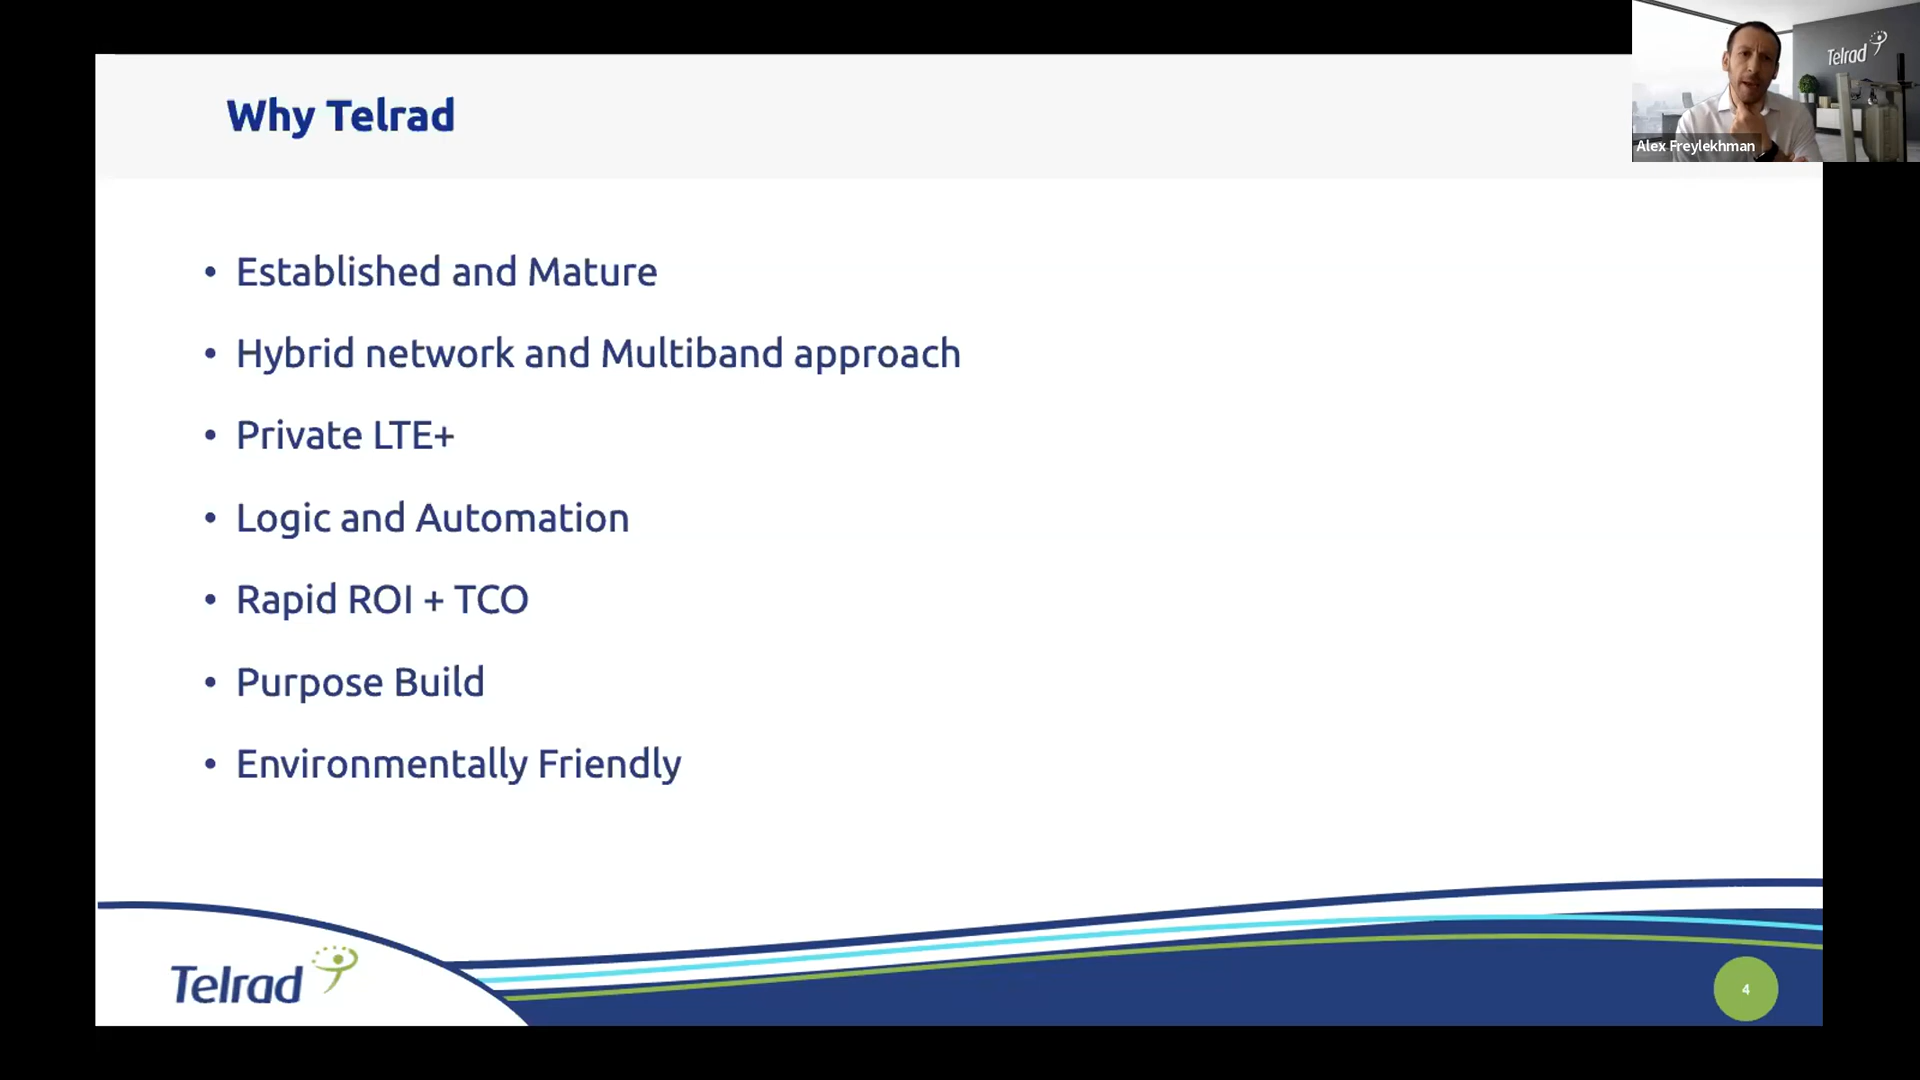 Why Telrad
Telrad
Alex Freylekhman
• Established and Mature
• Hybrid network and Multiband approach
• Private LTE+
• Logic and Automation
• Rapid ROI + TCO
• Purpose Build
• Environmentally Friendly
Telrad
4